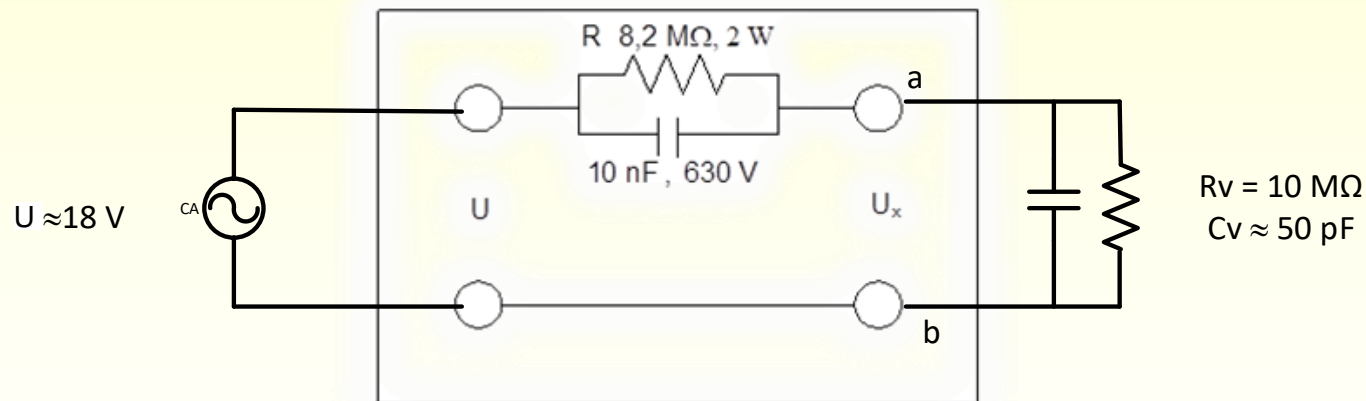 R 8,2 MΩ, 2 W
a
10 nF , 630 V
U ≈18 V
CA
U
Uₓ
Rv = 10 MΩ
Cv ≈ 50 pF
b